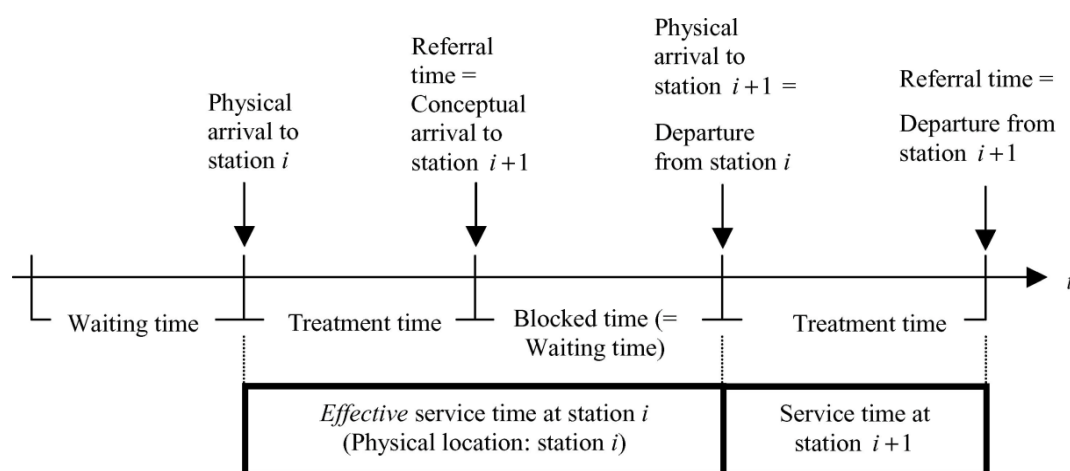 Physical
arrival to
station i
Referral
time =
Conceptual
arrival to
station i+1
Physical
arrival to
station i+1 =
Departure
from station i
Referral time =
Departure from
station i+1
t
Waiting time
Treatment time
Blocked time (=
Waiting time)
Treatment time
Effective service time at station i
(Physical location: station i)
Service time at
station i+1